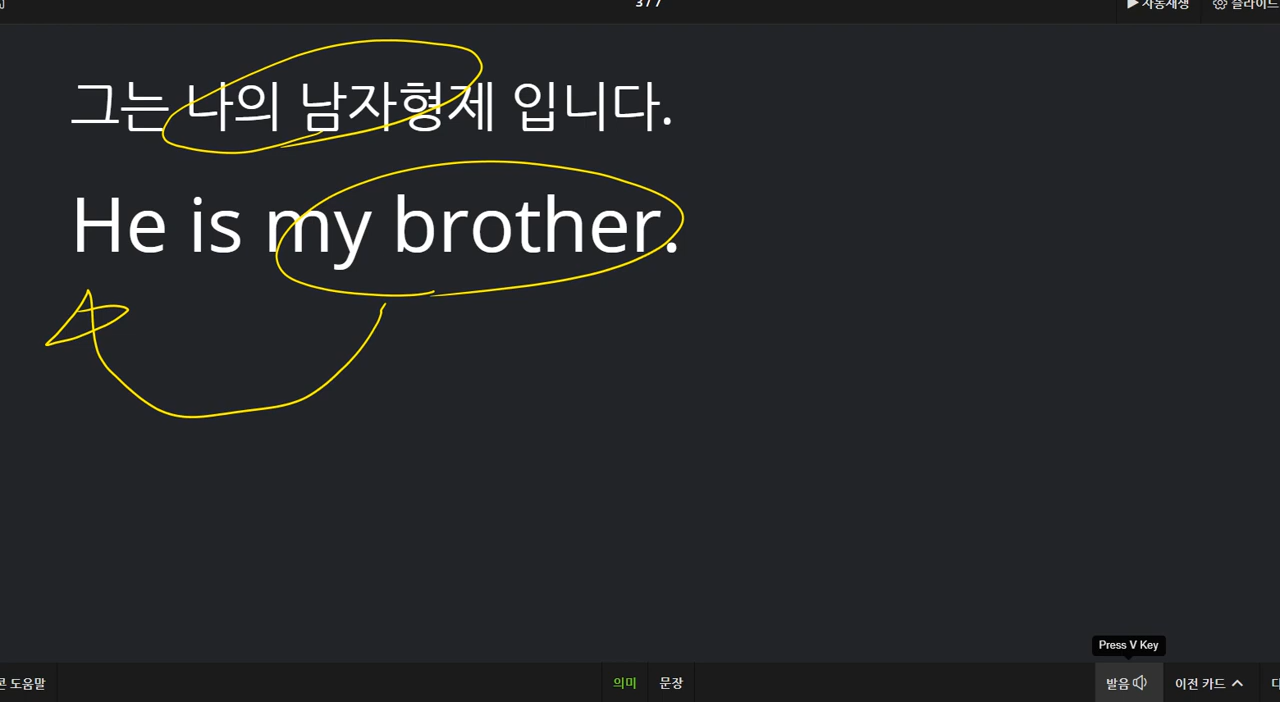 3 / 7
▶ 자동재생
슬라이드
그는 나의 남자형제 입니다.
He is my brother.
Press V Key
도움말
의미
문장
발음
이전 카드